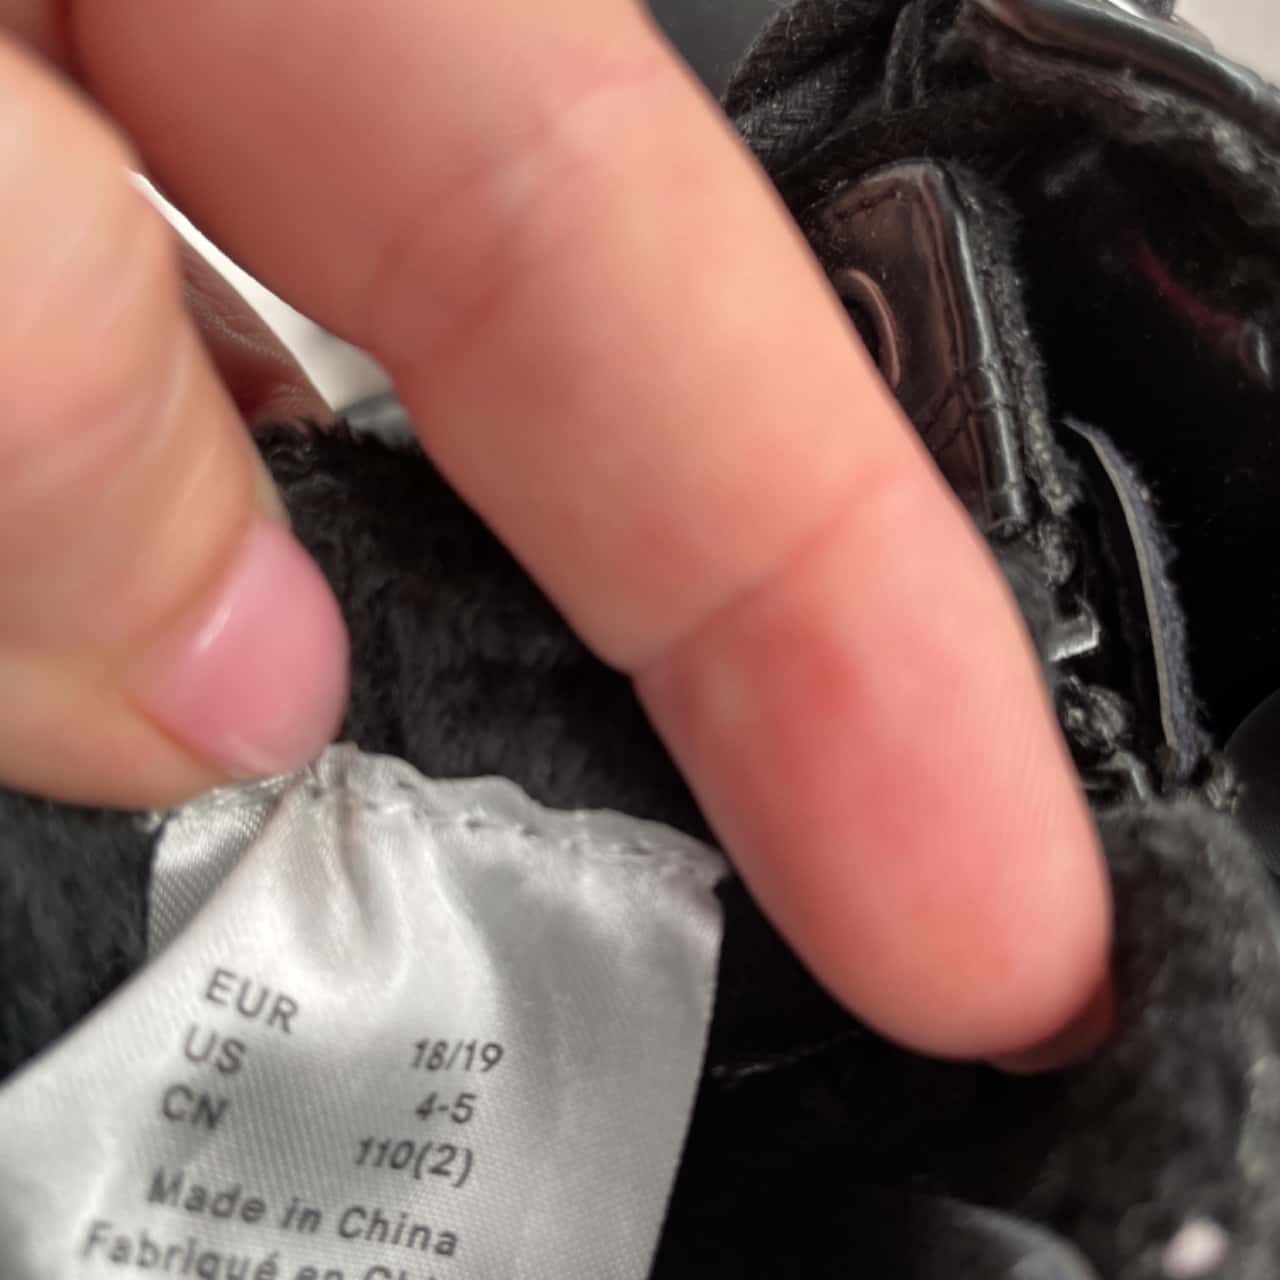 EUR 18/19
US 4-5
CN 110(2)
Made in China
Fabriqué en